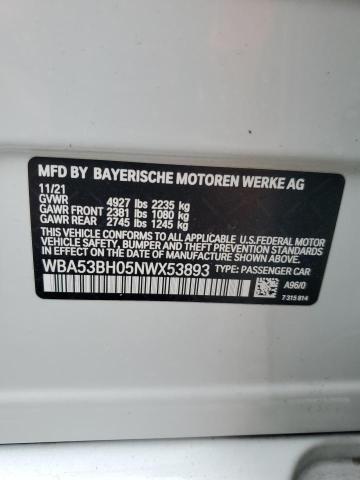 MFD BY BAYERISCHE MOTOREN WERKE AG
11/21
GVWR 4927 lbs 2235 kg
GAWR FRONT 2381 lbs 1080 kg
GAWR REAR 2745 lbs 1245 kg
THIS VEHICLE CONFORMS TO ALL APPLICABLE U.S. FEDERAL MOTOR
VEHICLE SAFETY, BUMPER AND THEFT PREVENTION STANDARDS
IN EFFECT ON THE DATE OF MANUFACTURE SHOWN ABOVE.
WBA53BH05NWX53893 TYPE: PASSENGER CAR
A96/0
7 315 814